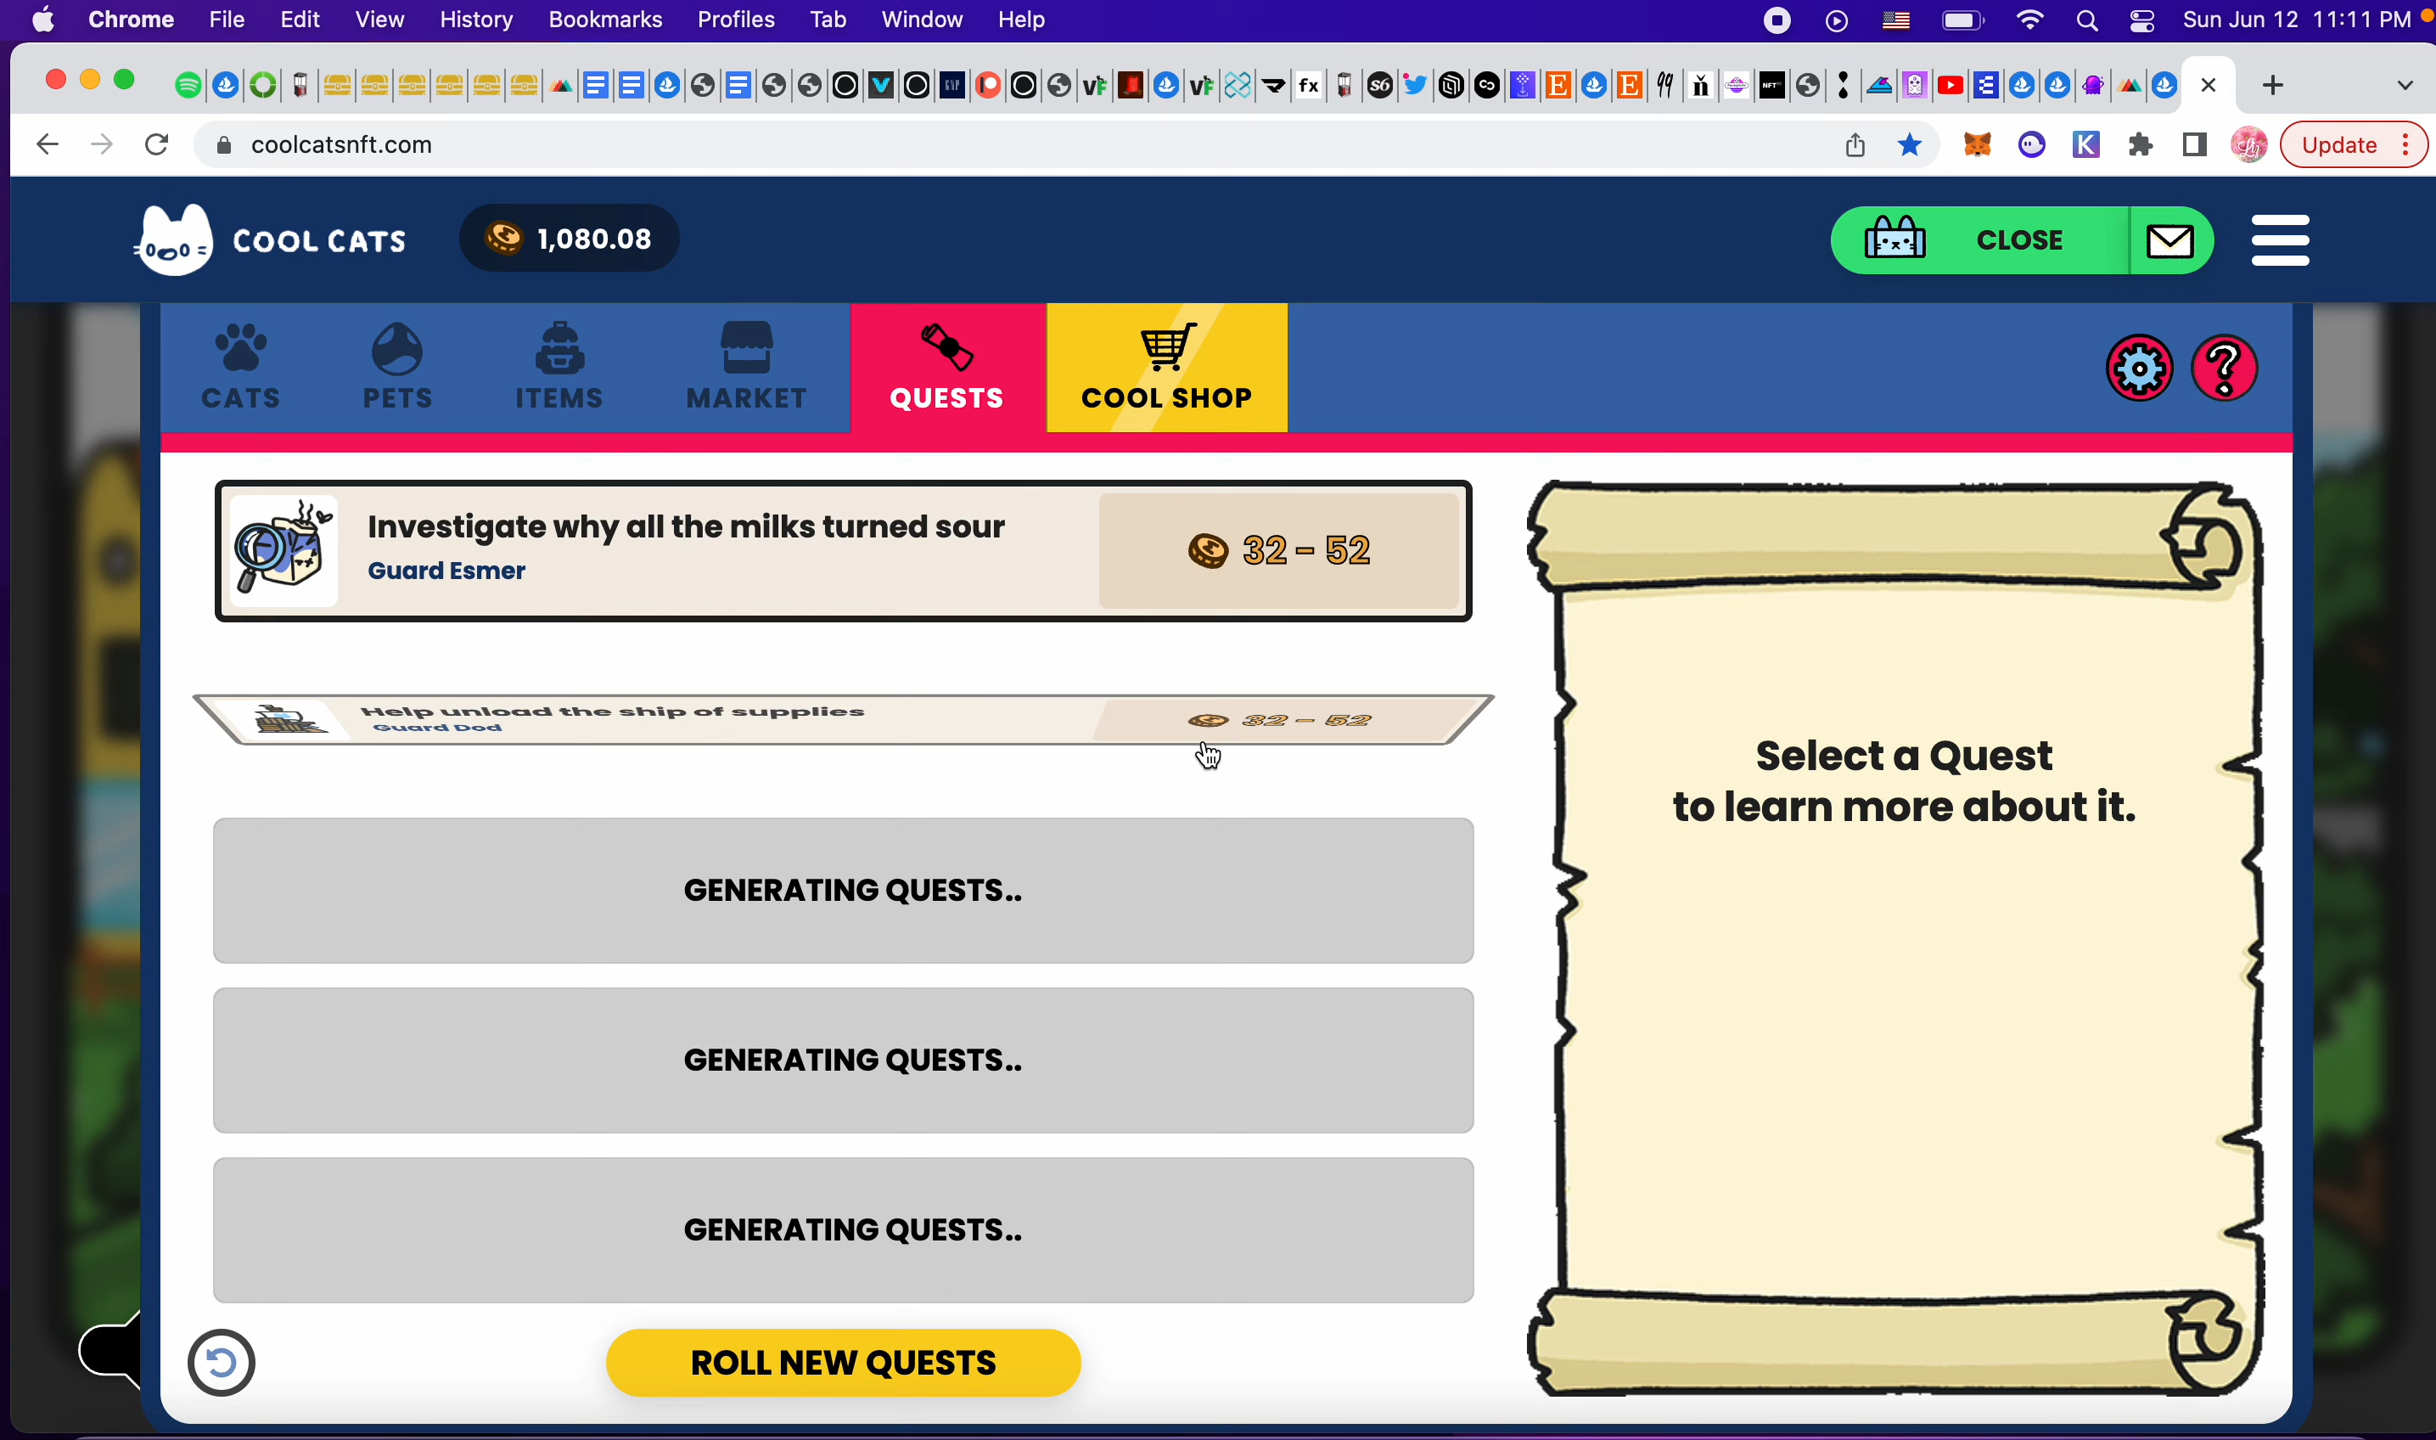 Chrome File Edit View History Bookmarks Profiles Tab Window Help Sun Jun 12 11:11 PM
coolcatsnft.com Update
COOL CATS 1,080.08 CLOSE
CATS PETS ITEMS MARKET QUESTS COOL SHOP
Investigate why all the milks turned sour
Guard Esmer
32 - 52
Help unload the ship of supplies
Guard Dod
32 - 52
GENERATING QUESTS..
GENERATING QUESTS..
GENERATING QUESTS..
ROLL NEW QUESTS
Select a Quest
to learn more about it.